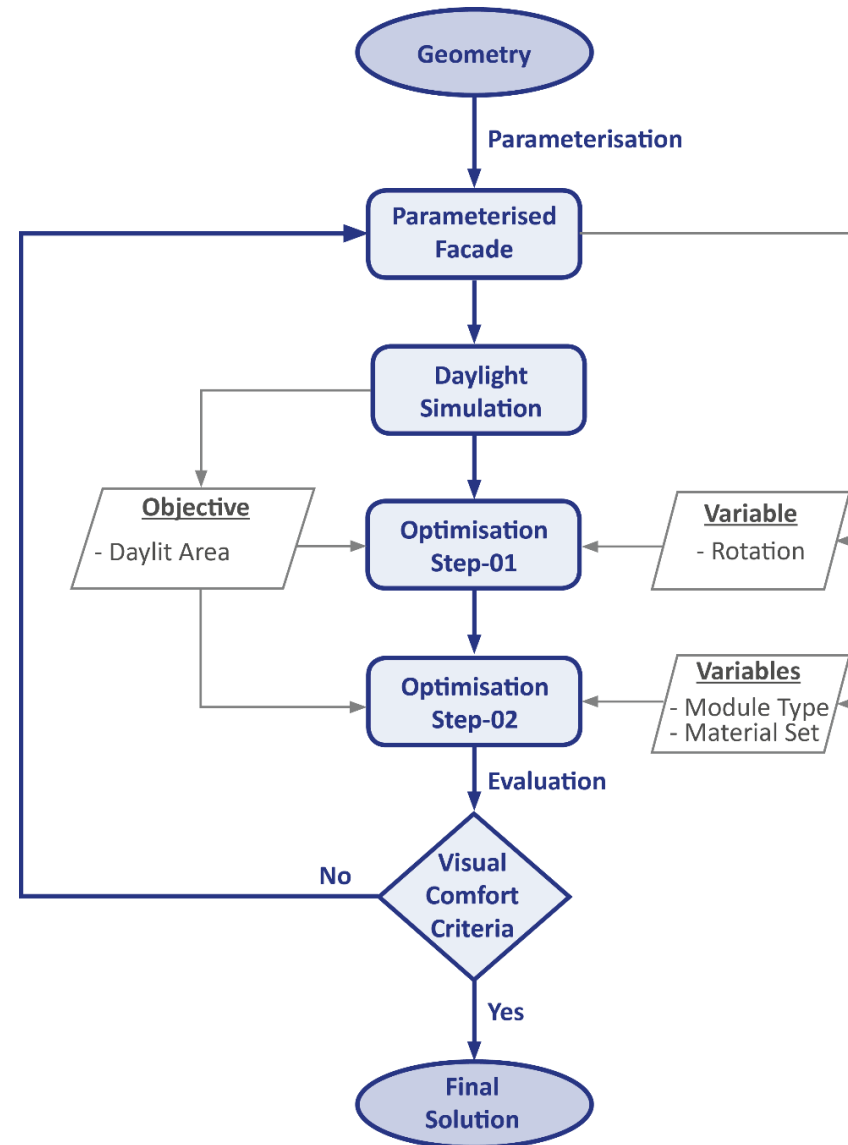 Geometry
Parameterisation
Parameterised
Facade
Daylight
Simulation
Objective
- Daylit Area
Optimisation
Step-01
Variable
- Rotation
Optimisation
Step-02
Variables
- Module Type
- Material Set
Evaluation
No
Visual
Comfort
Criteria
Yes
Final
Solution